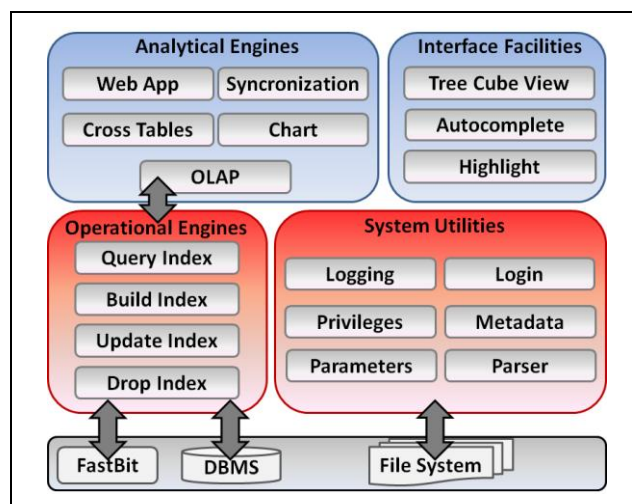 Analytical Engines
Web App
Syncronization
Cross Tables
Chart
OLAP
Interface Facilities
Tree Cube View
Autocomplete
Highlight
Operational Engines
Query Index
Build Index
Update Index
Drop Index
System Utilities
Logging
Login
Privileges
Metadata
Parameters
Parser
FastBit
DBMS
File System